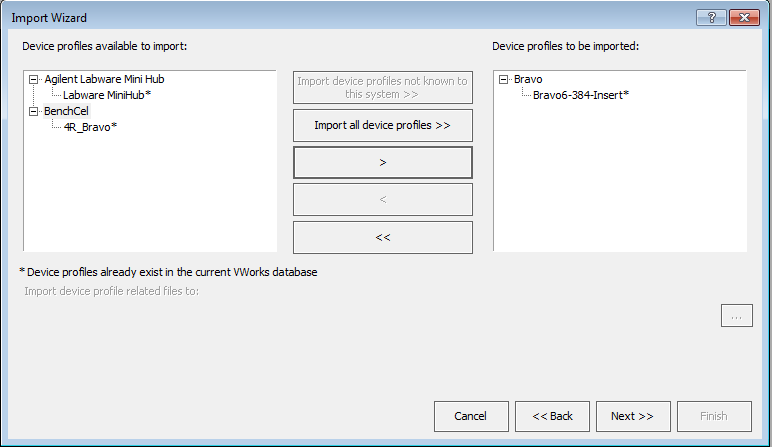 Import Wizard
?
Device profiles available to import:
Device profiles to be imported:
Agilent Labware Mini Hub
Labware MiniHub*
BenchCel
4R_Bravo*
Import device profiles not known to
this system >>
Import all device profiles >>
>
<
<<
Bravo
Bravo6-384-Insert*
* Device profiles already exist in the current VWorks database
Import device profile related files to:
...
Cancel
<< Back
Next >>
Finish